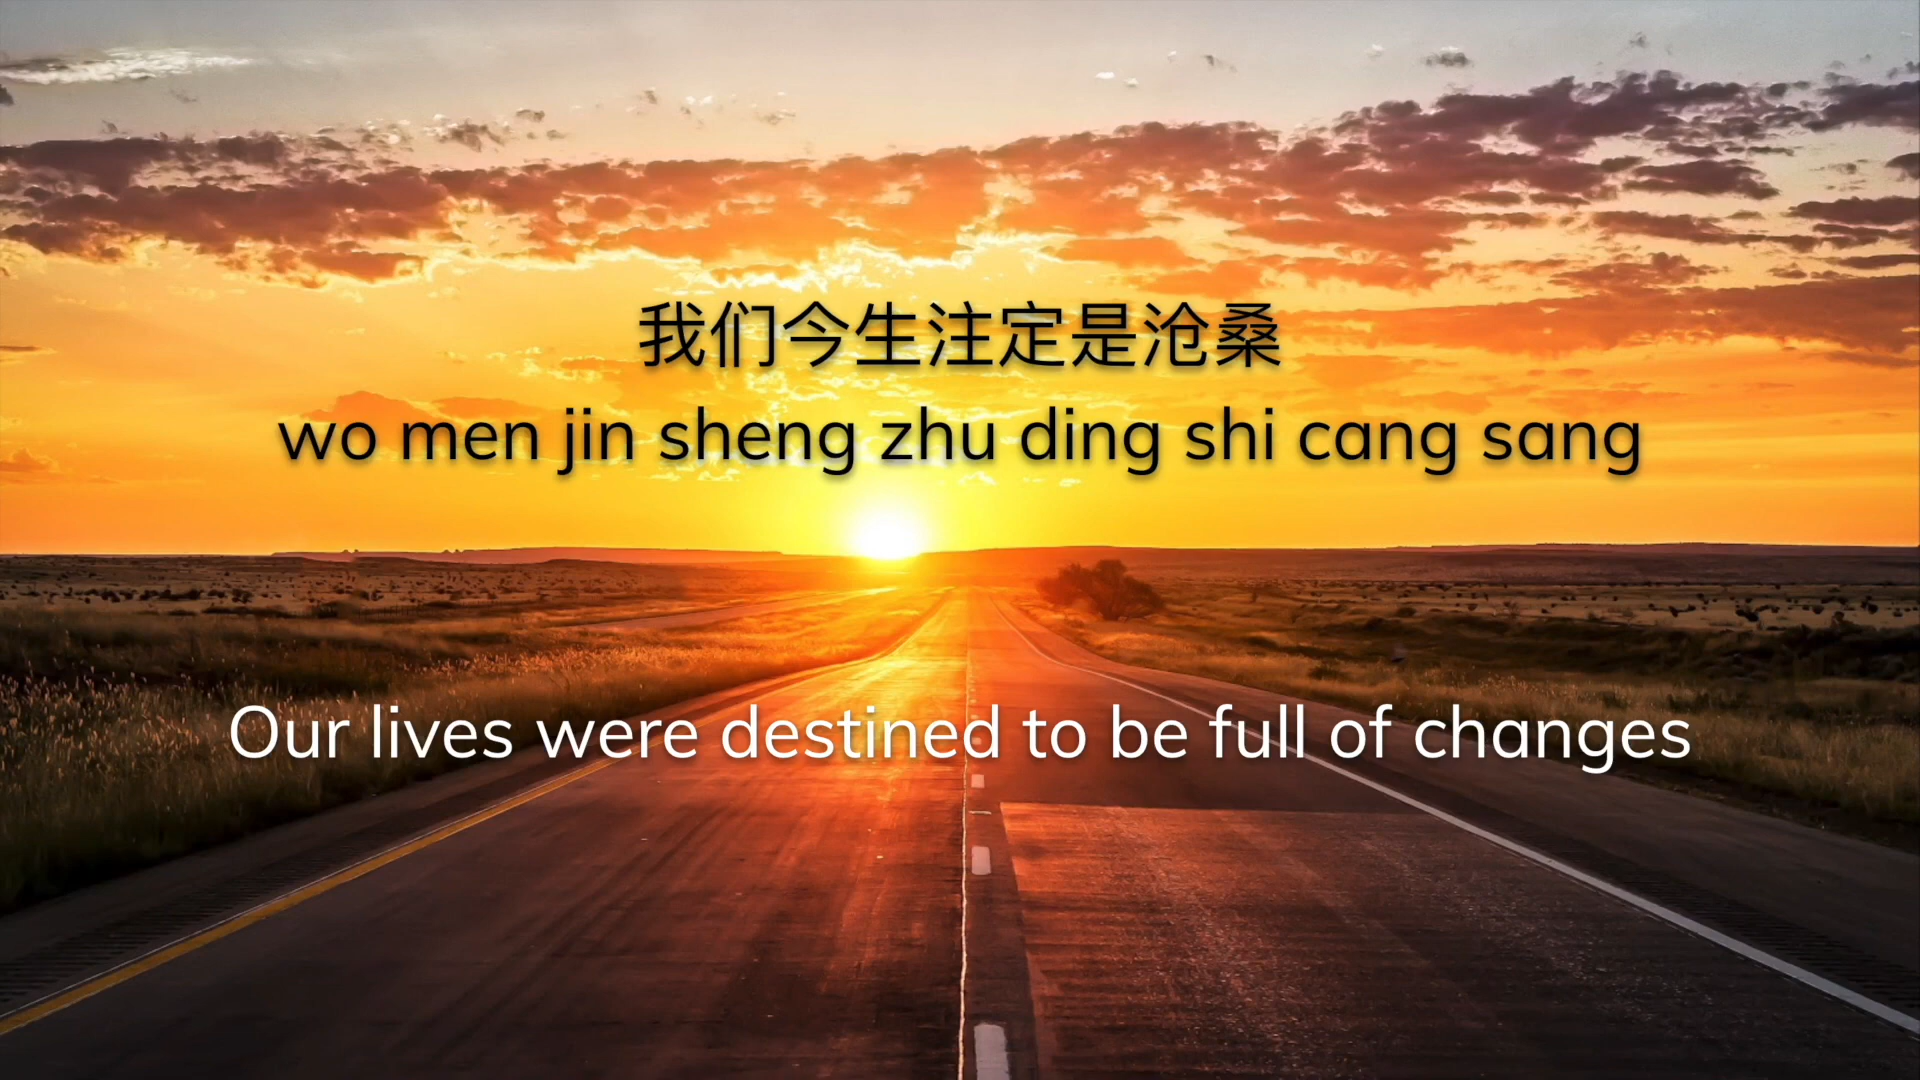 我们今生注定是沧桑
wo men jin sheng zhu ding shi cang sang
Our lives were destined to be full of changes